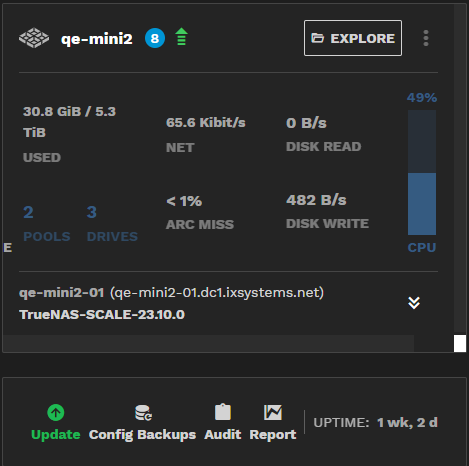 qe-mini2 8 EXPLORE
49%
30.8 GiB / 5.3
TiB
USED
65.6 Kibit/s
NET
0 B/s
DISK READ
2
POOLS
3
DRIVES
< 1%
ARC MISS
482 B/s
DISK WRITE
CPU
E
qe-mini2-01 (qe-mini2-01.dc1.ixsystems.net)
TrueNAS-SCALE-23.10.0
Update Config Backups Audit Report UPTIME: 1 wk, 2 d